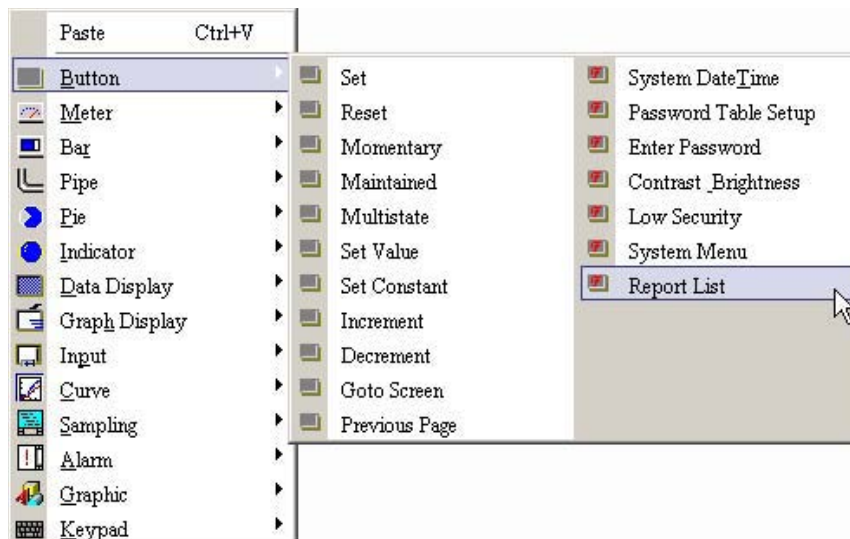 Paste Ctrl+V
Button
Meter
Bar
Pipe
Pie
Indicator
Data Display
Graph Display
Input
Curve
Sampling
Alarm
Graphic
Keypad
Set
Reset
Momentary
Maintained
Multistate
Set Value
Set Constant
Increment
Decrement
Goto Screen
Previous Page
System DateTime
Password Table Setup
Enter Password
Contrast_Brightness
Low Security
System Menu
Report List